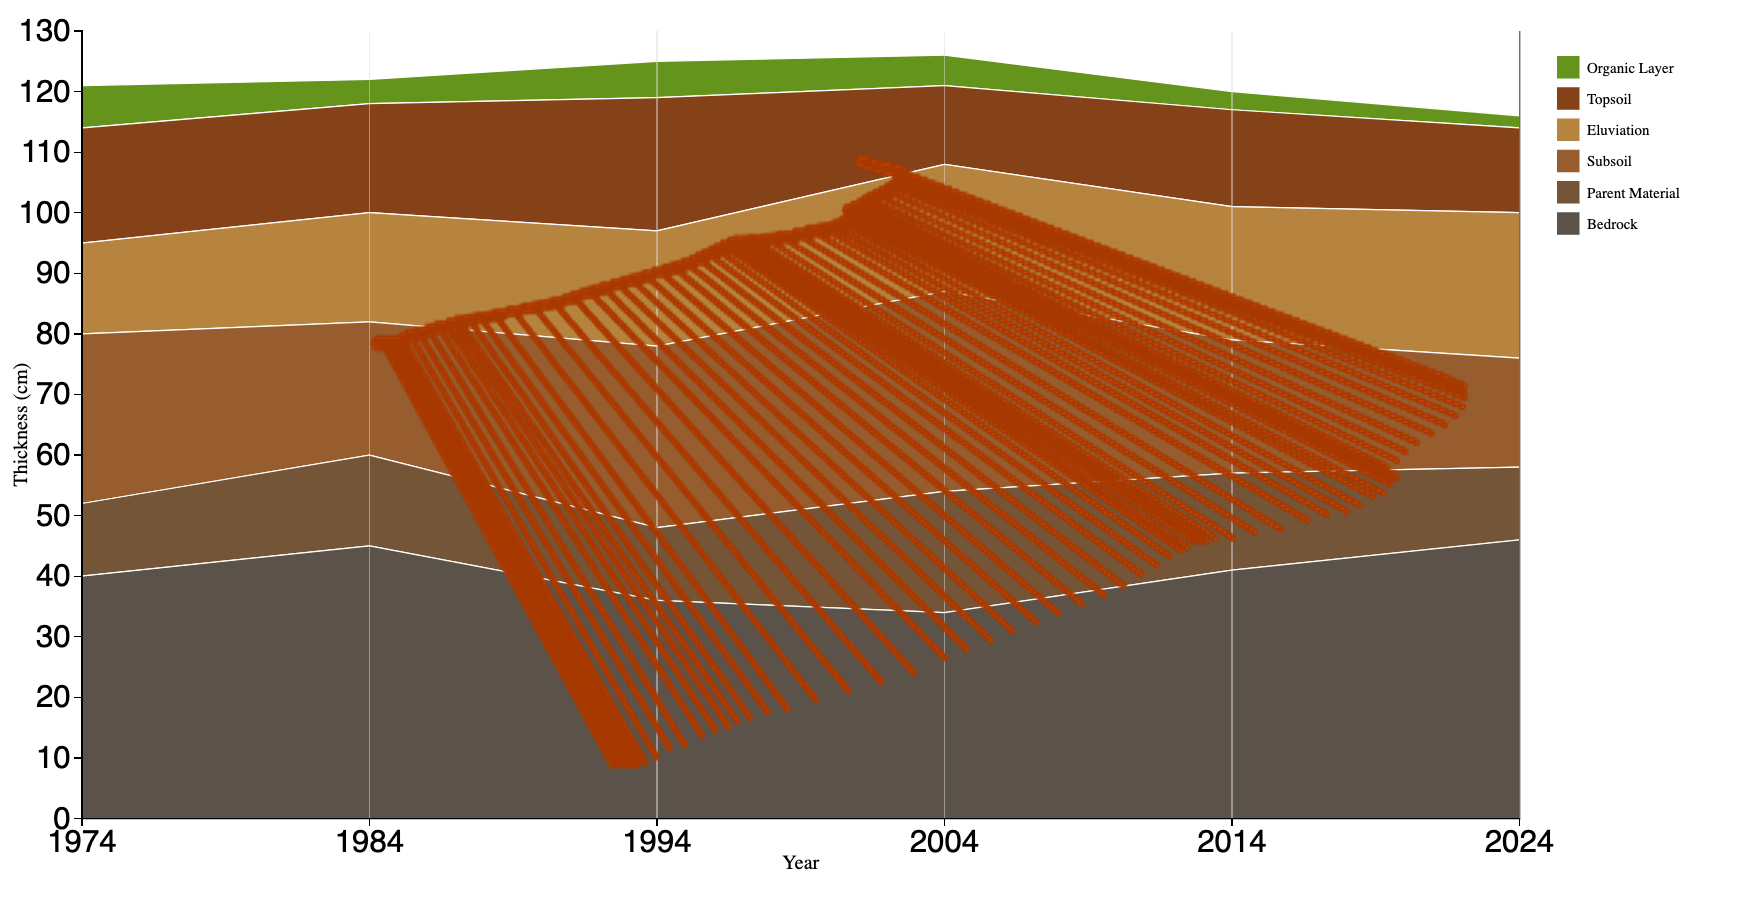 130
120
110
100
90
80
70
60
50
40
30
20
10
0
Thickness (cm)
1974 1984 1994 2004 2014 2024
Year
Organic Layer
Topsoil
Eluviation
Subsoil
Parent Material
Bedrock